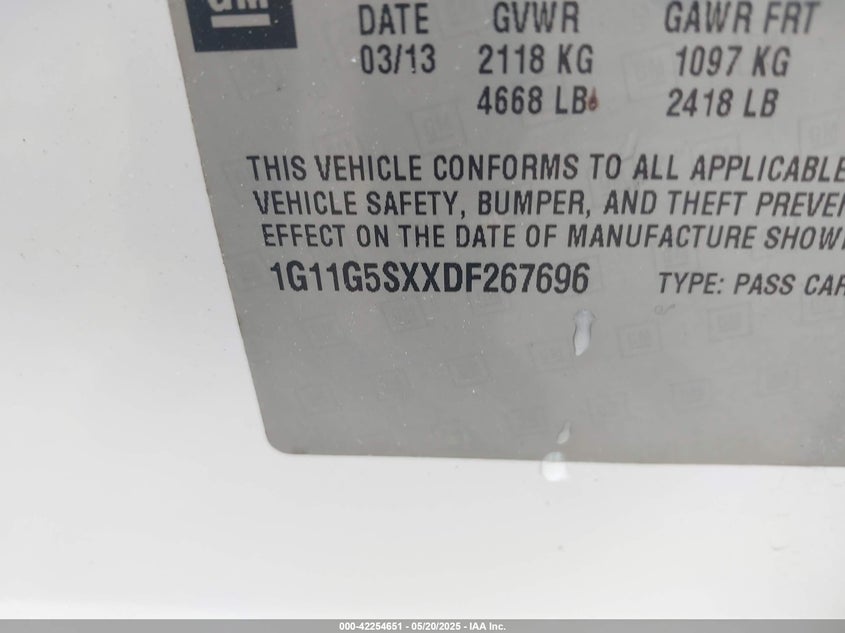 GM
DATE GVWR GAWR FRT
03/13 2118 KG 1097 KG
4668 LB 2418 LB
THIS VEHICLE CONFORMS TO ALL APPLICABLE
VEHICLE SAFETY, BUMPER, AND THEFT PREVEN
EFFECT ON THE DATE OF MANUFACTURE SHOWN
1G11G5SXXDF267696 TYPE: PASS CAR
000-42254651 - 05/20/2025 - IAA Inc.